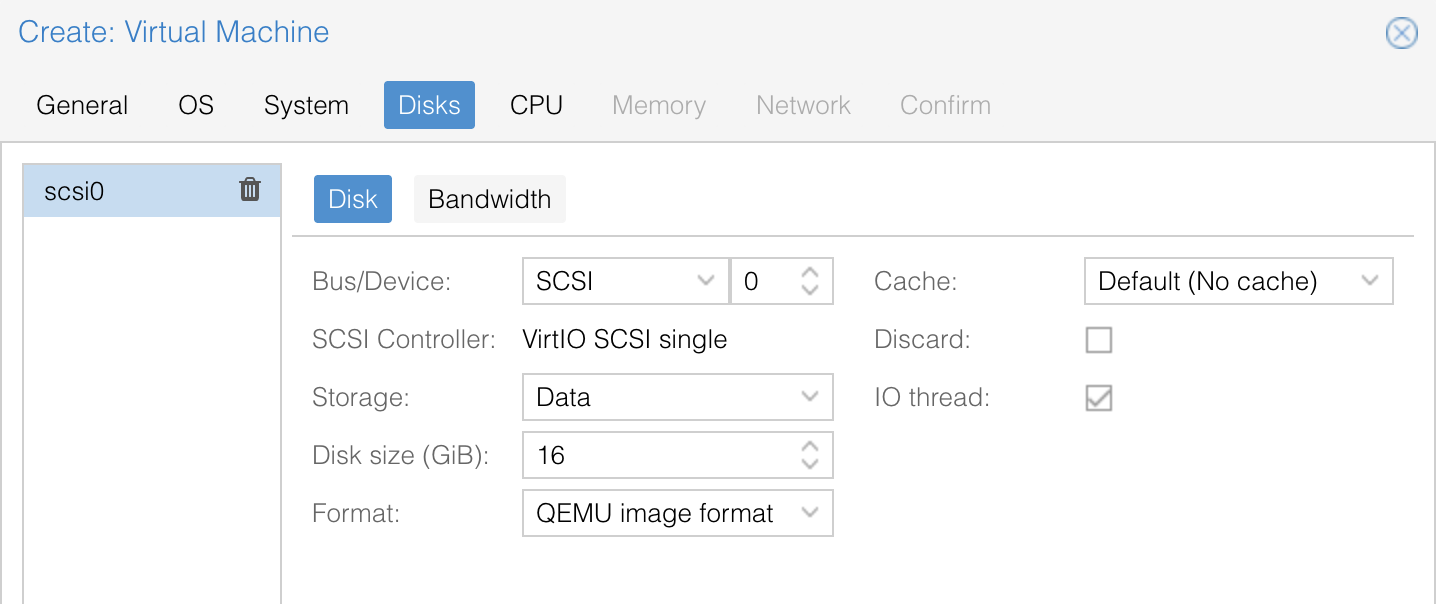 Create: Virtual Machine
General OS System Disks CPU Memory Network Confirm
scsi0
Disk Bandwidth
Bus/Device: SCSI 0 Cache: Default (No cache)
SCSI Controller: VirtIO SCSI single Discard:
Storage: Data IO thread:
Disk size (GiB): 16
Format: QEMU image format